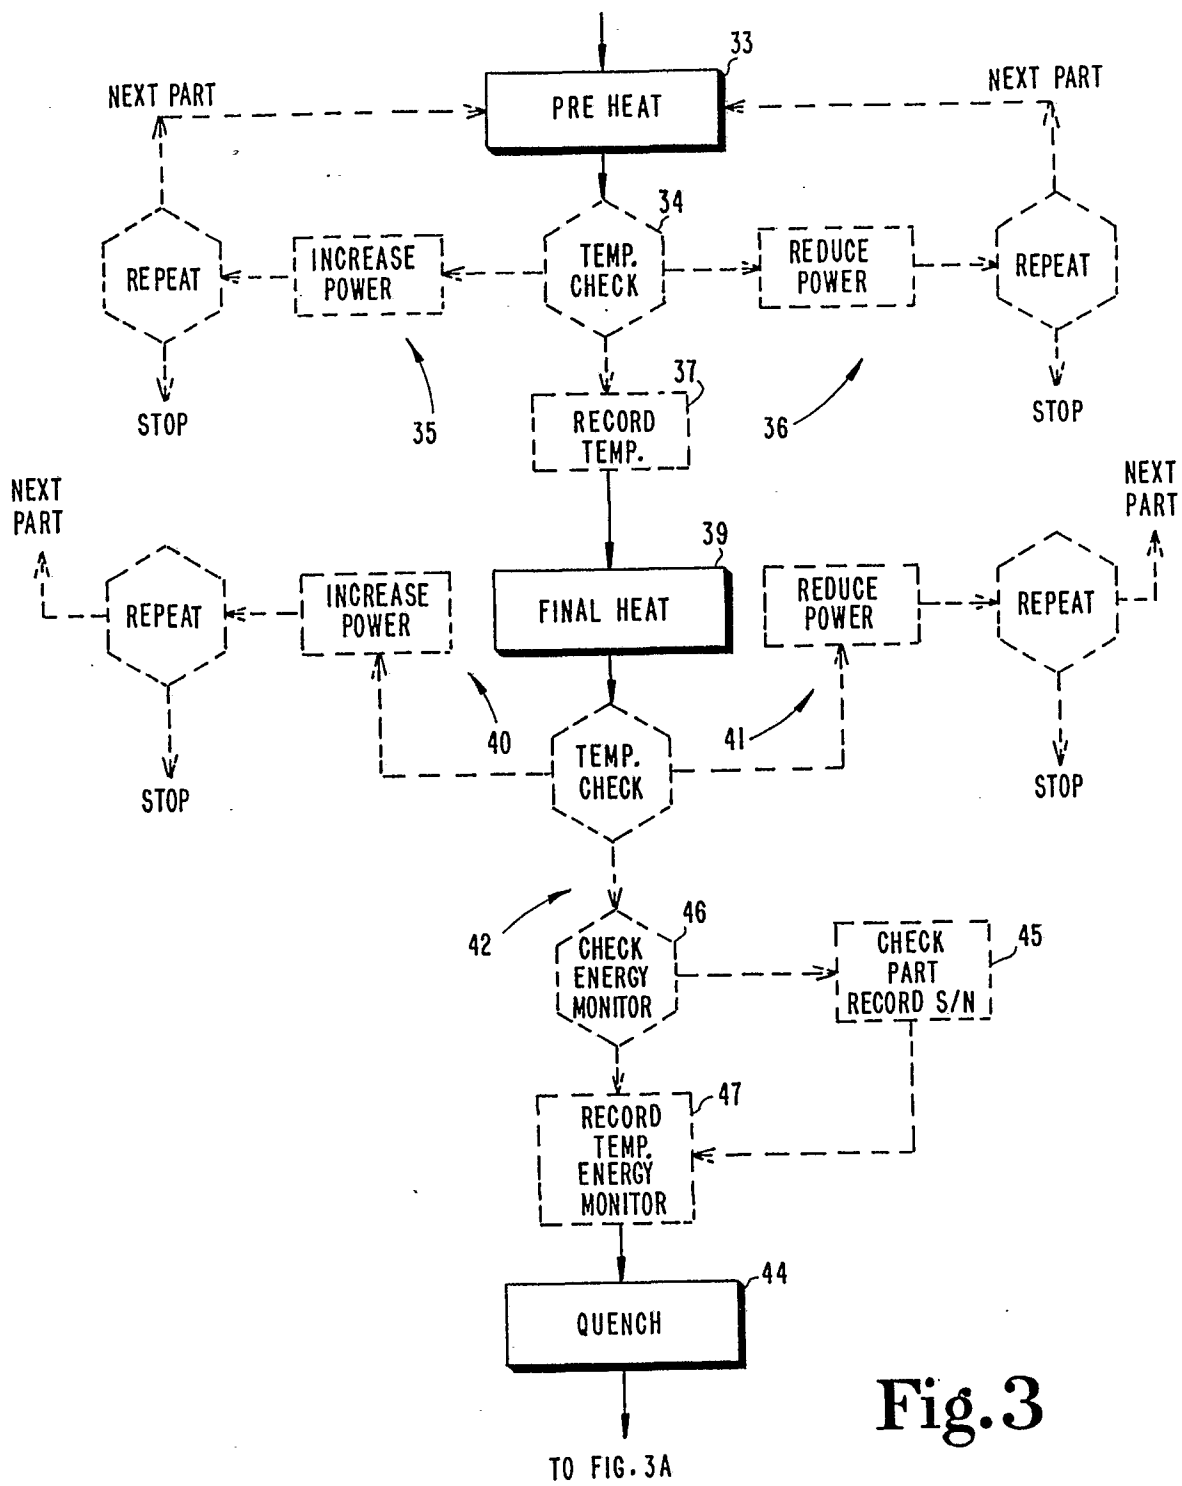 33
NEXT PART
PRE HEAT
NEXT PART
34
REPEAT
INCREASE
POWER
TEMP.
CHECK
REDUCE
POWER
REPEAT
STOP
35
37
RECORD
TEMP.
36
STOP
NEXT
PART
39
NEXT
PART
REPEAT
INCREASE
POWER
FINAL HEAT
REDUCE
POWER
REPEAT
40
41
STOP
TEMP.
CHECK
STOP
42
46
CHECK
ENERGY
MONITOR
45
CHECK
PART
RECORD S/N
47
RECORD
TEMP.
ENERGY
MONITOR
44
QUENCH
Fig.3
TO FIG.3A